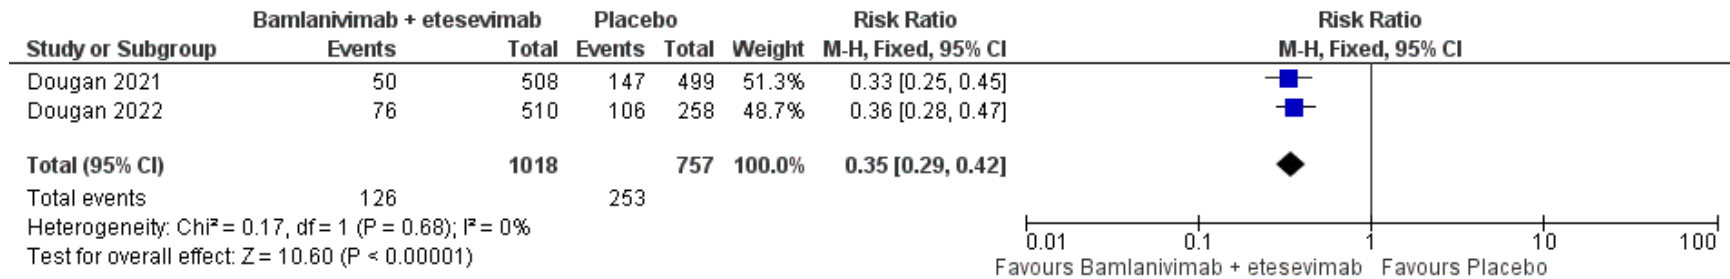 Bamlanivimab + etesevimab Placebo Risk Ratio Risk Ratio
Study or Subgroup Events Total Events Total Weight M-H, Fixed, 95% CI M-H, Fixed, 95% CI
Dougan 2021 50 508 147 499 51.3% 0.33 [0.25, 0.45]
Dougan 2022 76 510 106 258 48.7% 0.36 [0.28, 0.47]
Total (95% CI) 1018 757 100.0% 0.35 [0.29, 0.42]
Total events 126 253
Heterogeneity: Chi² = 0.17, df = 1 (P = 0.68); I² = 0%
Test for overall effect: Z = 10.60 (P < 0.00001)
0.01 0.1 1 10 100
Favours Bamlanivimab + etesevimab Favours Placebo